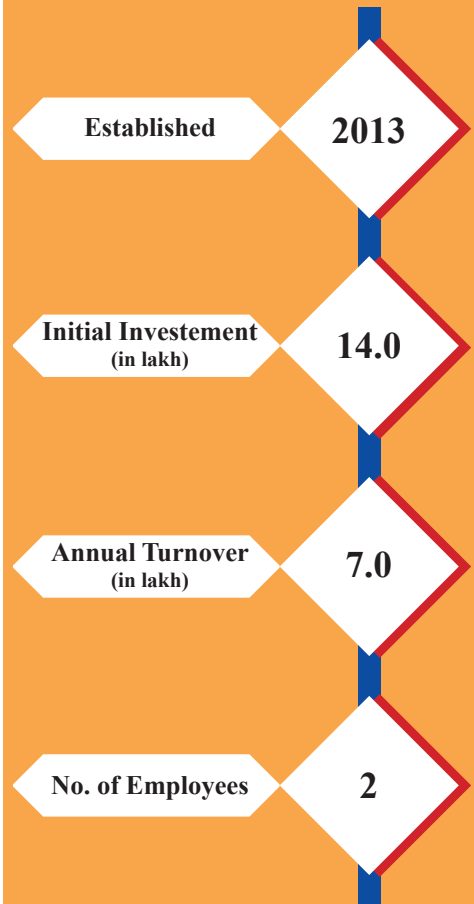 Established
2013
Initial Investement
(in lakh)
14.0
Annual Turnover
(in lakh)
7.0
No. of Employees
2